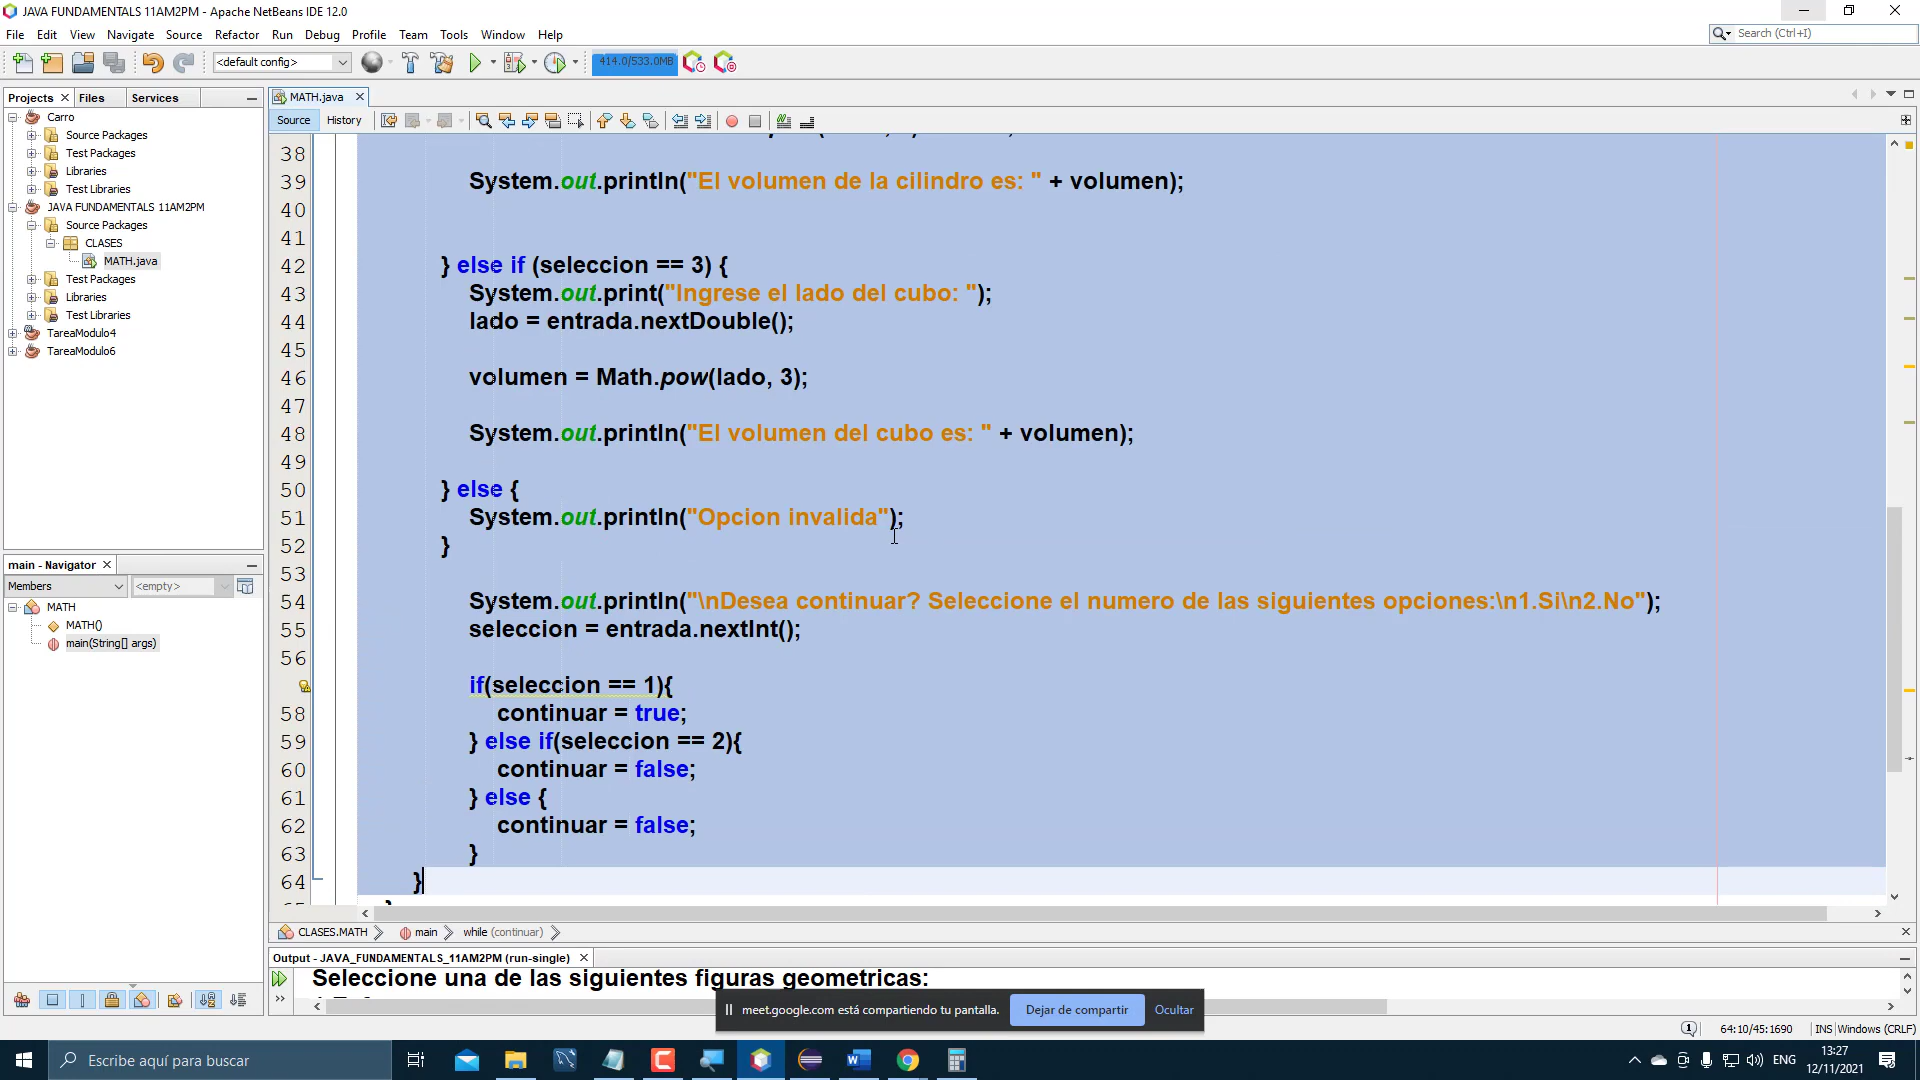 JAVA FUNDAMENTALS 11AM2PM - Apache NetBeans IDE 12.0
File Edit View Navigate Source Refactor Run Debug Profile Team Tools Window Help
Search (Ctrl+I)
<default config>
414.0/533.0MB
Projects Files Services
MATH.java
Source History
Carro
Source Packages
Test Packages
Libraries
Test Libraries
JAVA FUNDAMENTALS 11AM2PM
Source Packages
CLASES
MATH.java
Test Packages
Libraries
Test Libraries
TareaModulo4
TareaModulo6
main - Navigator
Members
<empty>
MATH
MATH()
main(String[] args)
38
39 System.out.println("El volumen de la cilindro es: " + volumen);
40
41
42 } else if (seleccion == 3) {
43 System.out.print("Ingrese el lado del cubo: ");
44 lado = entrada.nextDouble();
45
46 volumen = Math.pow(lado, 3);
47
48 System.out.println("El volumen del cubo es: " + volumen);
49
50 } else {
51 System.out.println("Opcion invalida");
52 }
53
54 System.out.println("\nDesea continuar? Seleccione el numero de las siguientes opciones:\n1.Si\n2.No");
55 seleccion = entrada.nextInt();
56
if(seleccion == 1){
58 continuar = true;
59 } else if(seleccion == 2){
60 continuar = false;
61 } else {
62 continuar = false;
63 }
64 }
CLASES.MATH main while (continuar)
Output - JAVA_FUNDAMENTALS_11AM2PM (run-single)
Seleccione una de las siguientes figuras geometricas:
meet.google.com está compartiendo tu pantalla. Dejar de compartir Ocultar
64:10/45:1690 INS Windows (CRLF)
Escribe aquí para buscar
ENG
13:27
12/11/2021